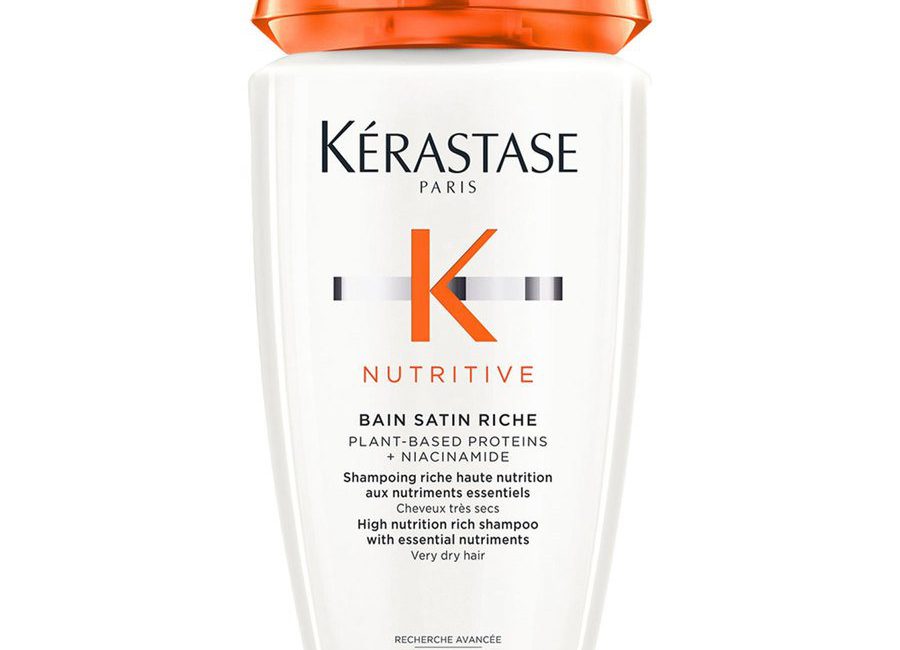 KÉRASTASE
PARIS
K
NUTRITIVE
BAIN SATIN RICHE
PLANT-BASED PROTEINS
+ NIACINAMIDE
Shampoing riche haute nutrition
aux nutriments essentiels
Cheveux très secs
High nutrition rich shampoo
with essential nutriments
Very dry hair
RECHERCHE AVANCÉE